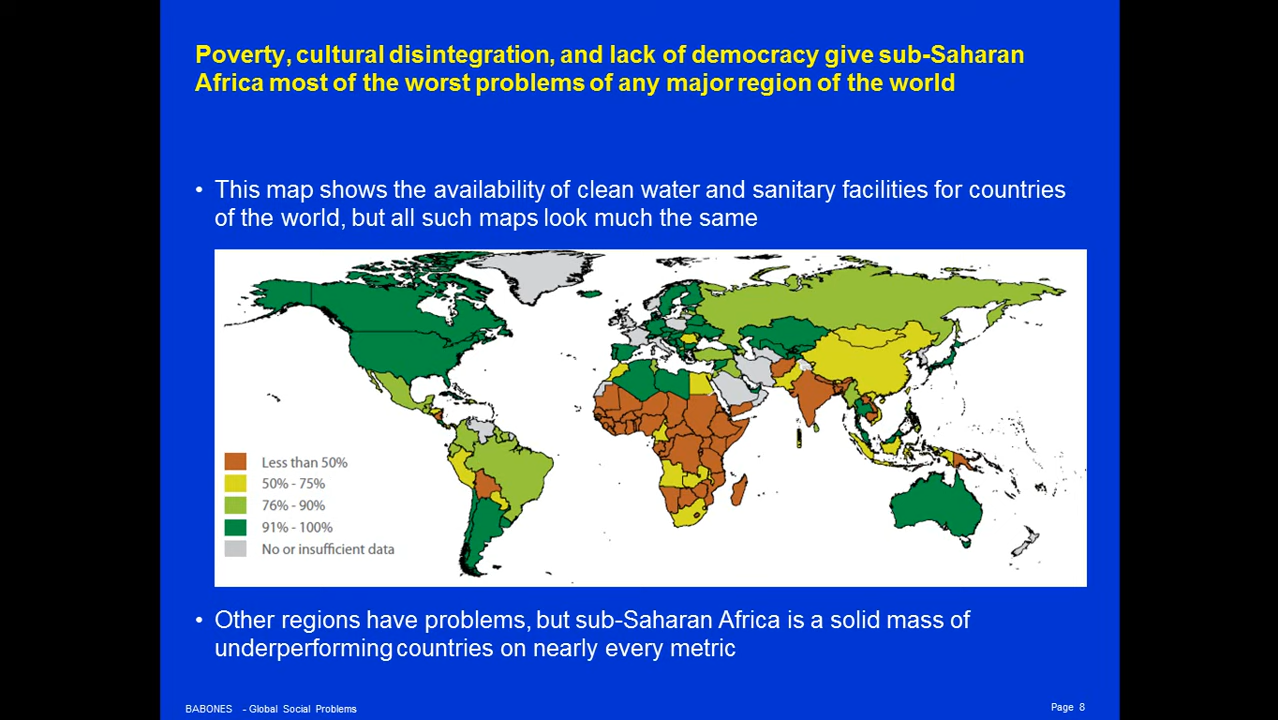 Poverty, cultural disintegration, and lack of democracy give sub-Saharan
Africa most of the worst problems of any major region of the world
• This map shows the availability of clean water and sanitary facilities for countries
of the world, but all such maps look much the same
Less than 50%
50% - 75%
76% - 90%
91% - 100%
No or insufficient data
• Other regions have problems, but sub-Saharan Africa is a solid mass of
underperforming countries on nearly every metric
BABONES - Global Social Problems
Page 8